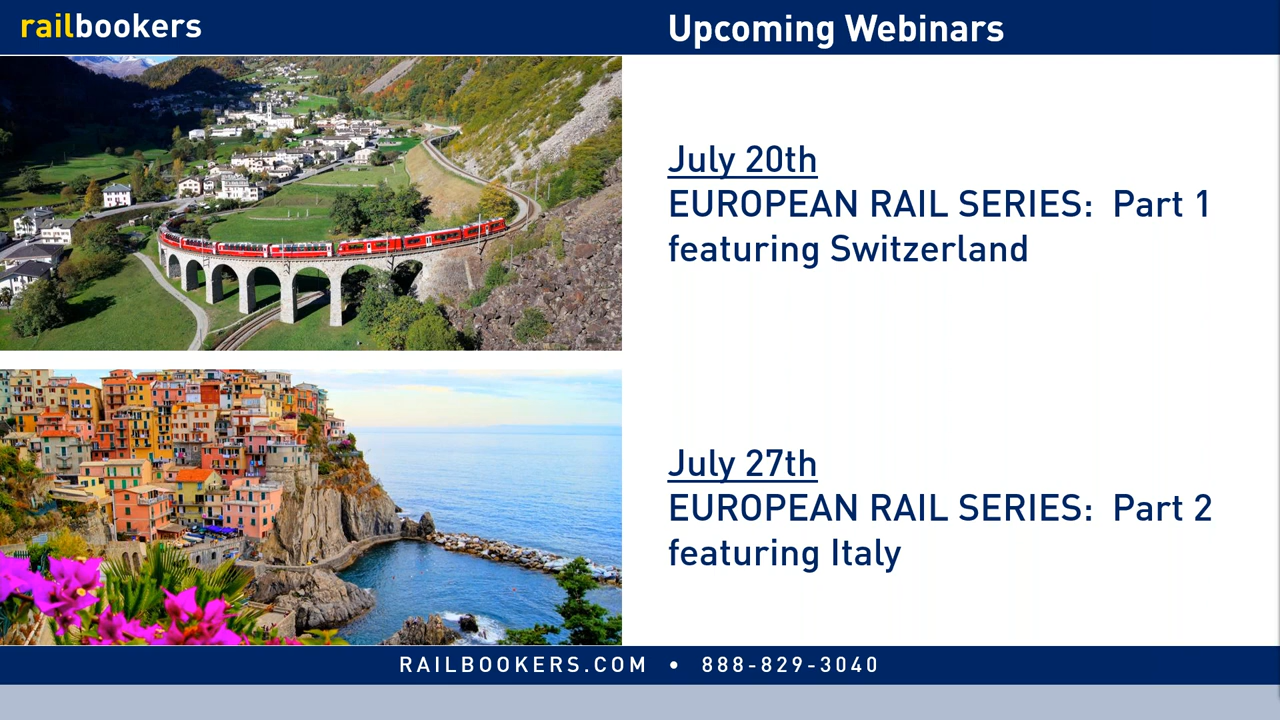 railbookers
Upcoming Webinars
July 20th
EUROPEAN RAIL SERIES: Part 1
featuring Switzerland
July 27th
EUROPEAN RAIL SERIES: Part 2
featuring Italy
RAILBOOKERS.COM • 888-829-3040